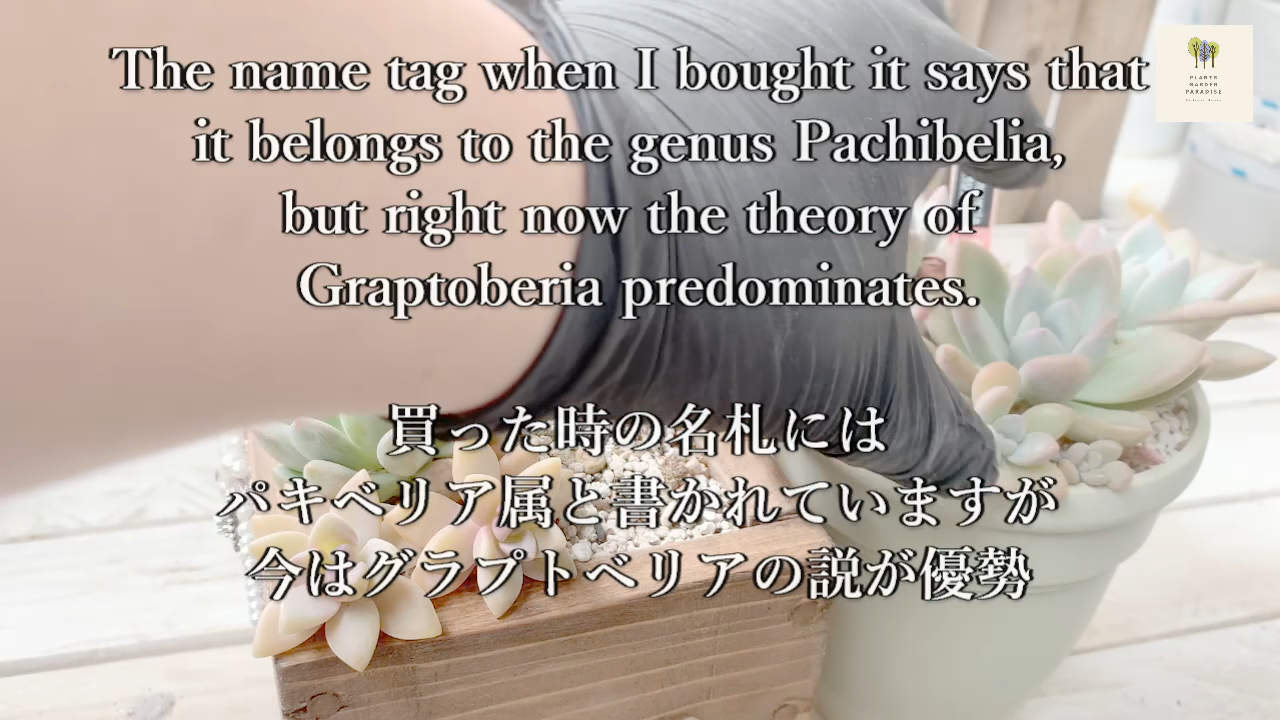 The name tag when I bought it says that
it belongs to the genus Pachibelia,
but right now the theory of
Graptoberia predominates.
買った時の名札には
パキベリア属と書かれていますが
今はグラプトベリアの説が優勢
PLANTS
GARDEN
PARADISE